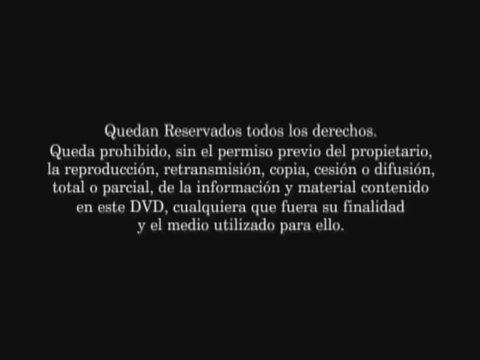 Quedan Reservados todos los derechos.
Queda prohibido, sin el permiso previo del propietario,
la reproducción, retransmisión, copia, cesión o difusión,
total o parcial, de la información y material contenido
en este DVD, cualquiera que fuera su finalidad
y el medio utilizado para ello.